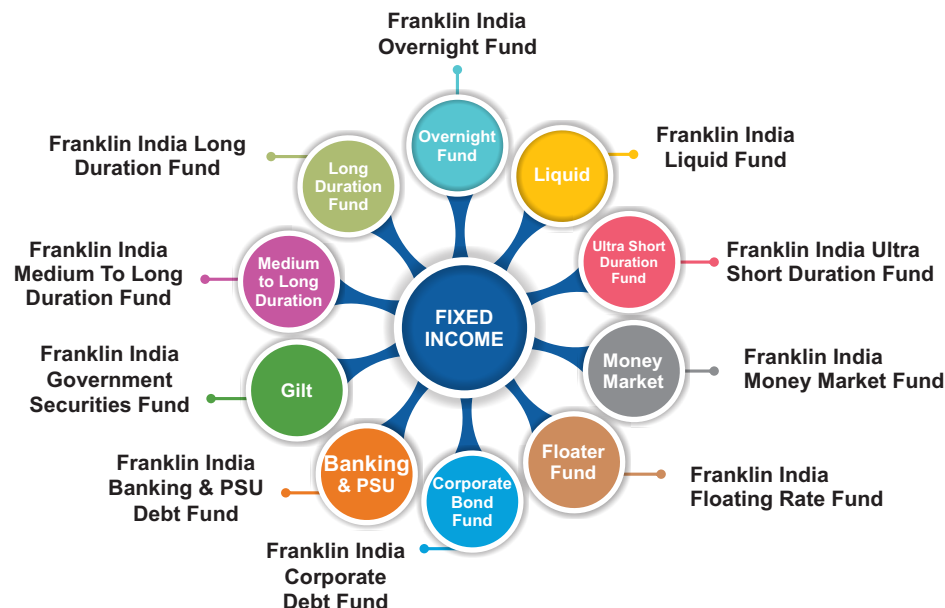 Franklin India
Overnight Fund
Overnight
Fund
Franklin India
Liquid Fund
Liquid
Franklin India Ultra
Short Duration Fund
Ultra Short
Duration
Fund
Franklin India
Money Market Fund
Money
Market
Franklin India
Floating Rate Fund
Floater
Fund
Franklin India
Corporate
Debt Fund
Corporate
Bond
Fund
Franklin India
Banking & PSU
Debt Fund
Banking
& PSU
Franklin India
Government
Securities Fund
Gilt
Franklin India
Medium To Long
Duration Fund
Medium
to Long
Duration
Franklin India Long
Duration Fund
Long
Duration
Fund
FIXED
INCOME